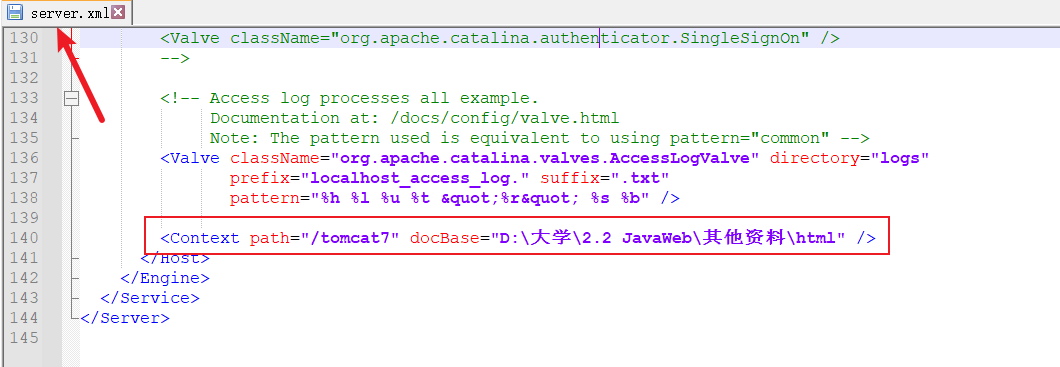 server.xml
130 <Valve className="org.apache.catalina.authenticator.SingleSignOn" />
131 -->
132
133 <!-- Access log processes all example.
134 Documentation at: /docs/config/valve.html
135 Note: The pattern used is equivalent to using pattern="common" -->
136 <Valve className="org.apache.catalina.valves.AccessLogValve" directory="logs"
137 prefix="localhost_access_log." suffix=".txt"
138 pattern="%h %l %u %t &quot;%r&quot; %s %b" />
139
140 <Context path="/tomcat7" docBase="D:\大学\2.2 JavaWeb\其他资料\html" />
141 </Host>
142 </Engine>
143 </Service>
144 </Server>
145